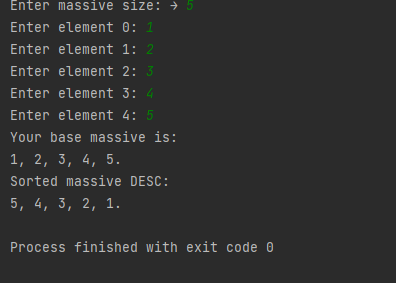 Enter massive size: → 5
Enter element 0: 1
Enter element 1: 2
Enter element 2: 3
Enter element 3: 4
Enter element 4: 5
Your base massive is:
1, 2, 3, 4, 5.
Sorted massive DESC:
5, 4, 3, 2, 1.
Process finished with exit code 0